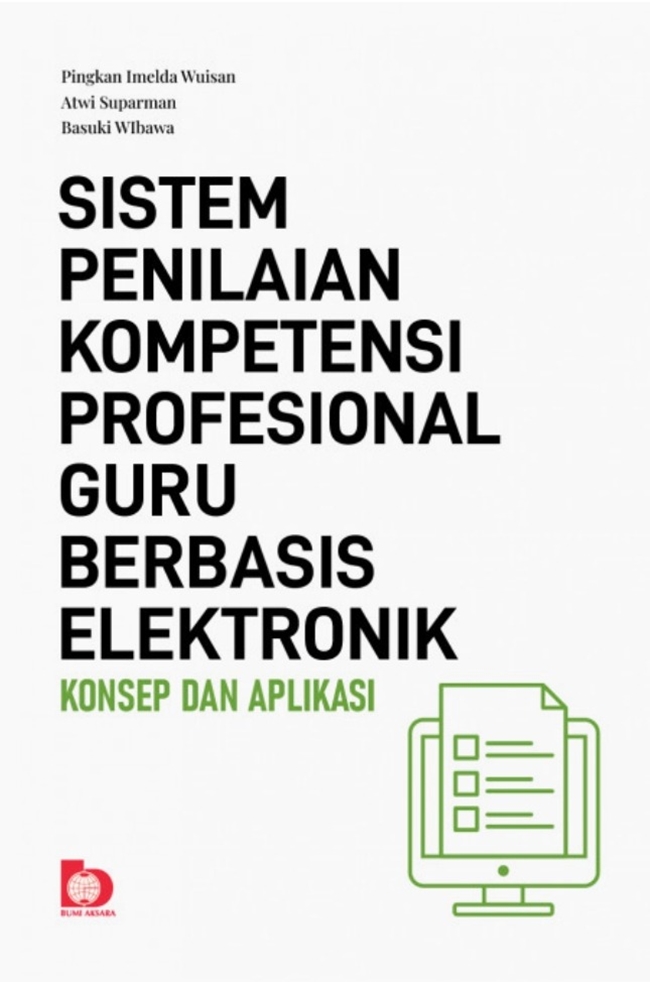 Pingkan Imelda Wuisan
Atwi Suparman
Basuki WIbawa
SISTEM
PENILAIAN
KOMPETENSI
PROFESIONAL
GURU
BERBASIS
ELEKTRONIK
KONSEP DAN APLIKASI
BUMI AKSARA